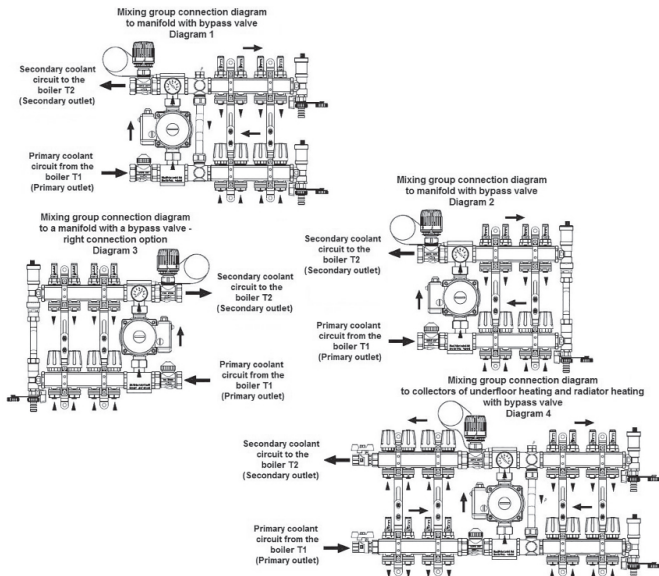 Mixing group connection diagram
to manifold with bypass valve
Diagram 1
Secondary coolant
circuit to the
boiler T2
(Secondary outlet)
Primary coolant
circuit from the
boiler T1
(Primary outlet)
Mixing group connection diagram
to manifold with bypass valve
Diagram 2
Secondary coolant
circuit to the
boiler T2
(Secondary outlet)
Primary coolant
circuit from the
boiler T1
(Primary outlet)
Mixing group connection diagram
to a manifold with a bypass valve -
right connection option
Diagram 3
Secondary coolant
circuit to the
boiler T2
(Secondary outlet)
Primary coolant
circuit from the
boiler T1
(Primary outlet)
Mixing group connection diagram
to collectors of underfloor heating and radiator heating
with bypass valve
Diagram 4
Secondary coolant
circuit to the
boiler T2
(Secondary outlet)
Primary coolant
circuit from the
boiler T1
(Primary outlet)